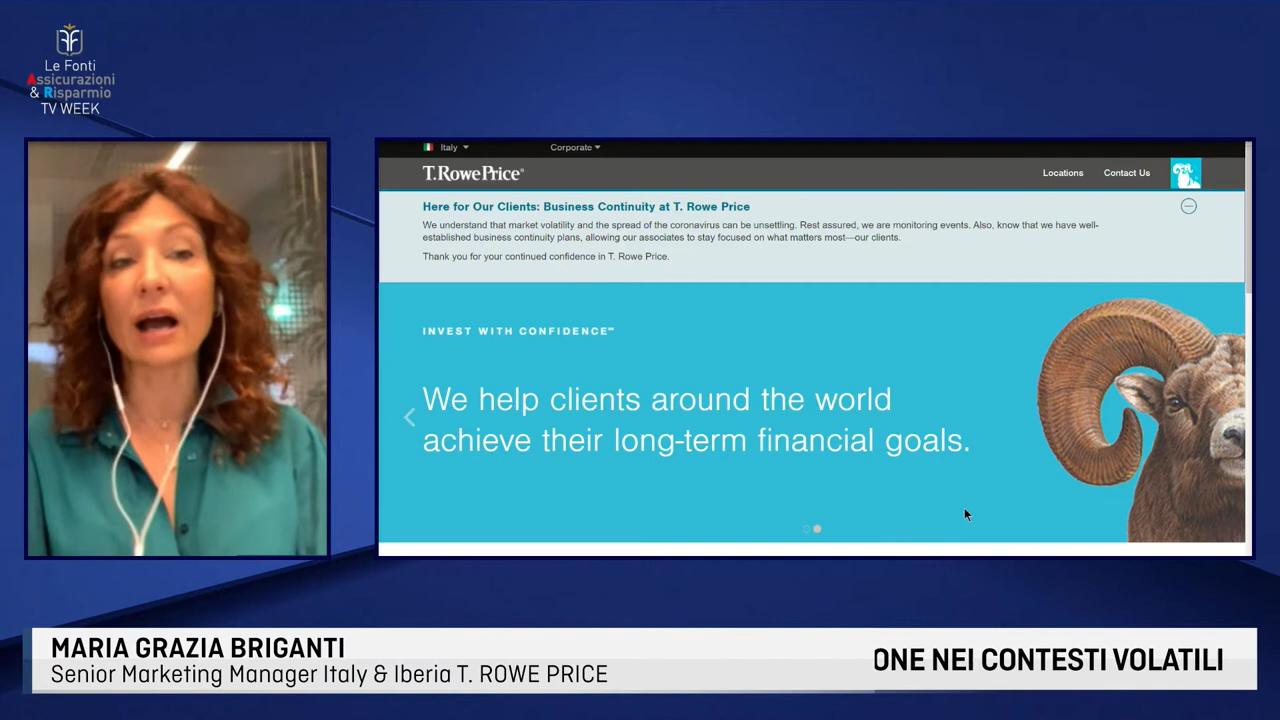 Le Fonti
Assicurazioni
& Risparmio
TV WEEK
Italy
Corporate
T.RowePrice®
Locations
Contact Us
Here for Our Clients: Business Continuity at T. Rowe Price
We understand that market volatility and the spread of the coronavirus can be unsettling. Rest assured, we are monitoring events. Also, know that we have well-
established business continuity plans, allowing our associates to stay focused on what matters most—our clients.
Thank you for your continued confidence in T. Rowe Price.
INVEST WITH CONFIDENCE℠
We help clients around the world
achieve their long-term financial goals.
MARIA GRAZIA BRIGANTI
Senior Marketing Manager Italy & Iberia T. ROWE PRICE
ONE NEI CONTESTI VOLATILI